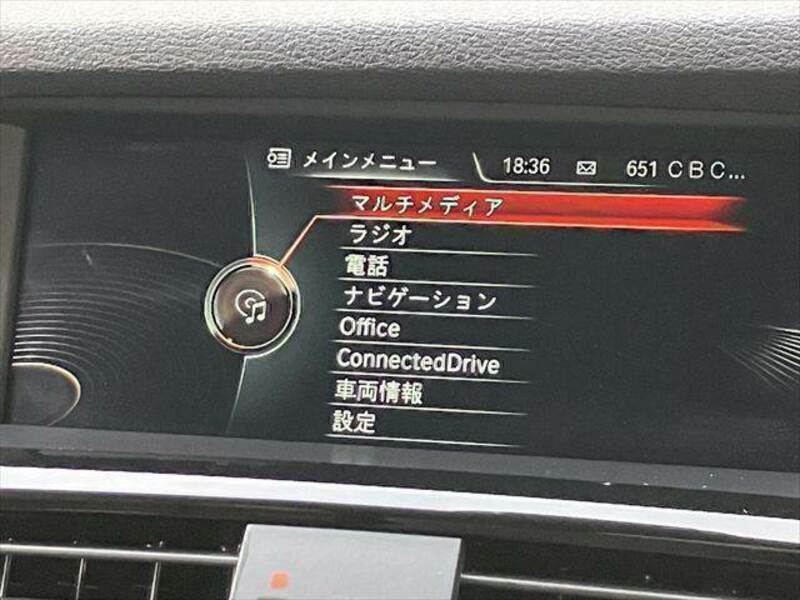 メインメニュー 18:36 651 CBC...
マルチメディア
ラジオ
電話
ナビゲーション
Office
ConnectedDrive
車両情報
設定